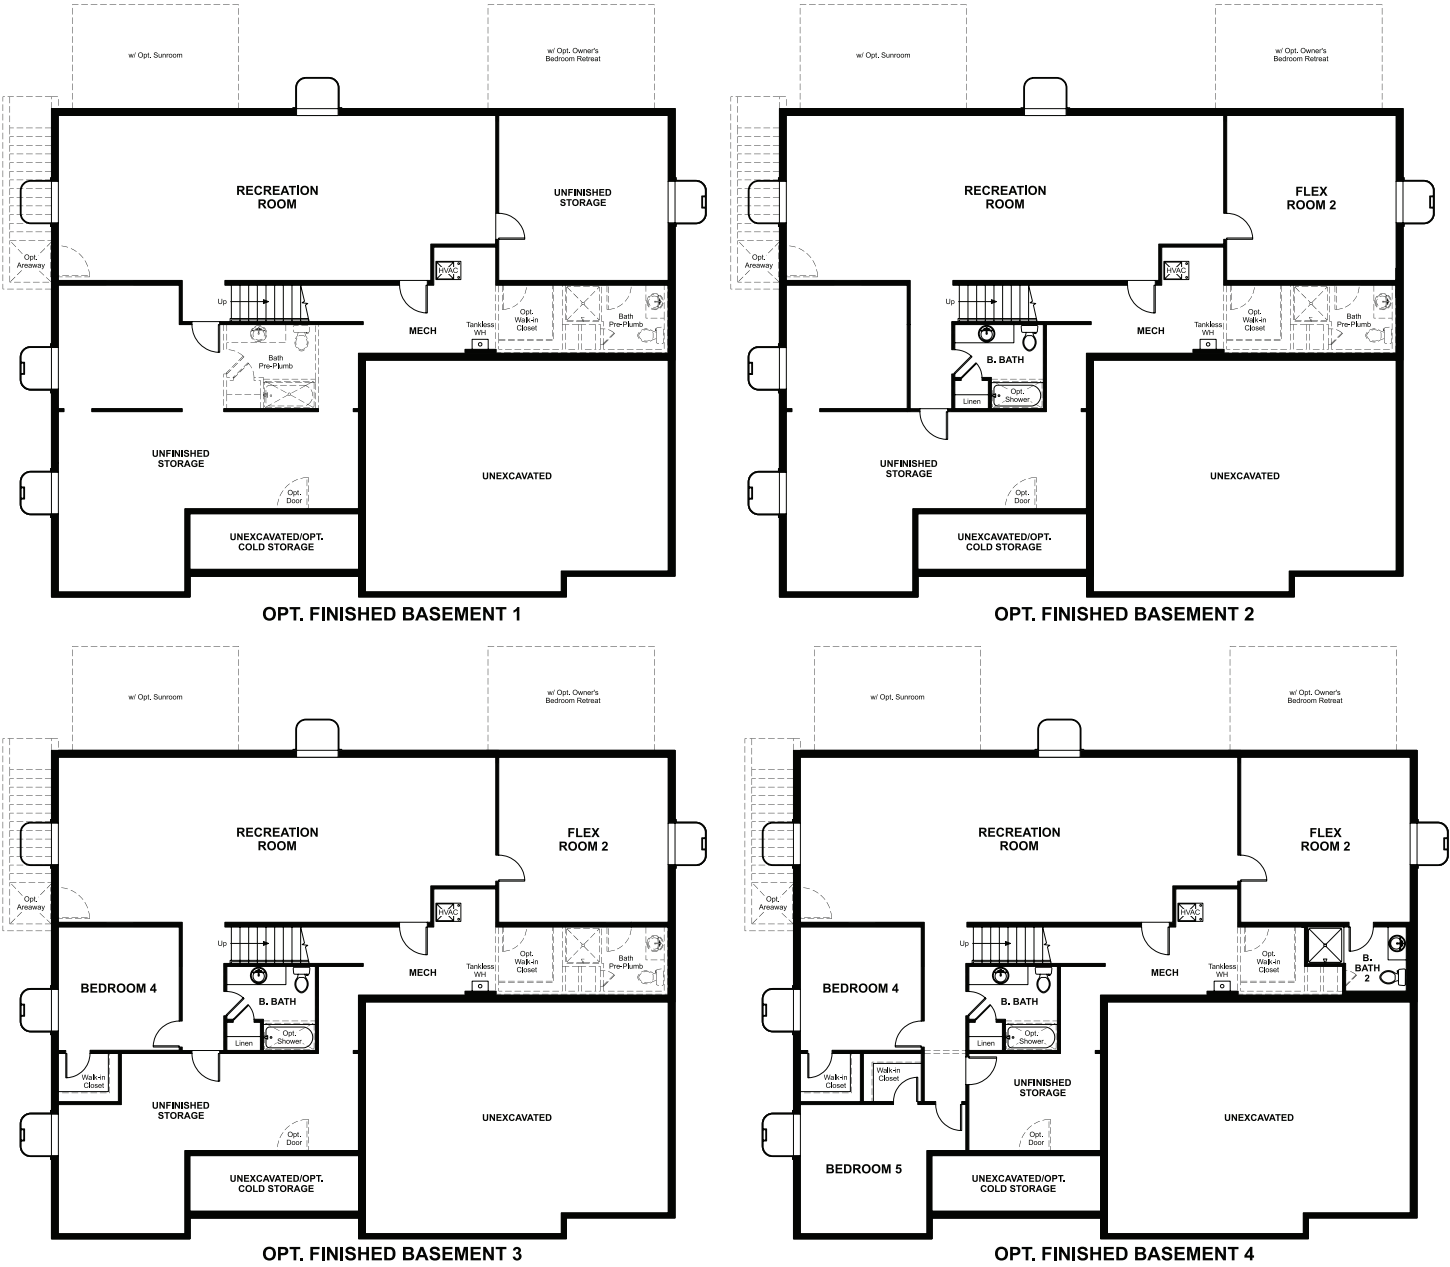 w/ Opt. Sunroom
w/ Opt. Owner's
Bedroom Retreat
RECREATION
ROOM
UNFINISHED
STORAGE
Opt.
Areaway
HVAC
Up
MECH
Tankless
WH
Opt.
Walk-in
Closet
Bath
Pre-Plumb
Bath
Pre-Plumb
UNFINISHED
STORAGE
Opt.
Door
UNEXCAVATED
UNEXCAVATED/OPT.
COLD STORAGE
OPT. FINISHED BASEMENT 1
w/ Opt. Sunroom
w/ Opt. Owner's
Bedroom Retreat
RECREATION
ROOM
FLEX
ROOM 2
Opt.
Areaway
HVAC
Up
MECH
Tankless
WH
Opt.
Walk-in
Closet
Bath
Pre-Plumb
B. BATH
Linen
Opt.
Shower
UNFINISHED
STORAGE
Opt.
Door
UNEXCAVATED
UNEXCAVATED/OPT.
COLD STORAGE
OPT. FINISHED BASEMENT 2
w/ Opt. Sunroom
w/ Opt. Owner's
Bedroom Retreat
RECREATION
ROOM
FLEX
ROOM 2
Opt.
Areaway
HVAC
Up
MECH
Tankless
WH
Opt.
Walk-in
Closet
Bath
Pre-Plumb
BEDROOM 4
B. BATH
Linen
Opt.
Shower
Walk-in
Closet
UNFINISHED
STORAGE
Opt.
Door
UNEXCAVATED
UNEXCAVATED/OPT.
COLD STORAGE
OPT. FINISHED BASEMENT 3
w/ Opt. Sunroom
w/ Opt. Owner's
Bedroom Retreat
RECREATION
ROOM
FLEX
ROOM 2
Opt.
Areaway
HVAC
Up
MECH
Tankless
WH
Opt.
Walk-in
Closet
B.
BATH
2
BEDROOM 4
B. BATH
Linen
Opt.
Shower
Walk-in
Closet
Walk-in
Closet
UNFINISHED
STORAGE
Opt.
Door
UNEXCAVATED
BEDROOM 5
UNEXCAVATED/OPT.
COLD STORAGE
OPT. FINISHED BASEMENT 4